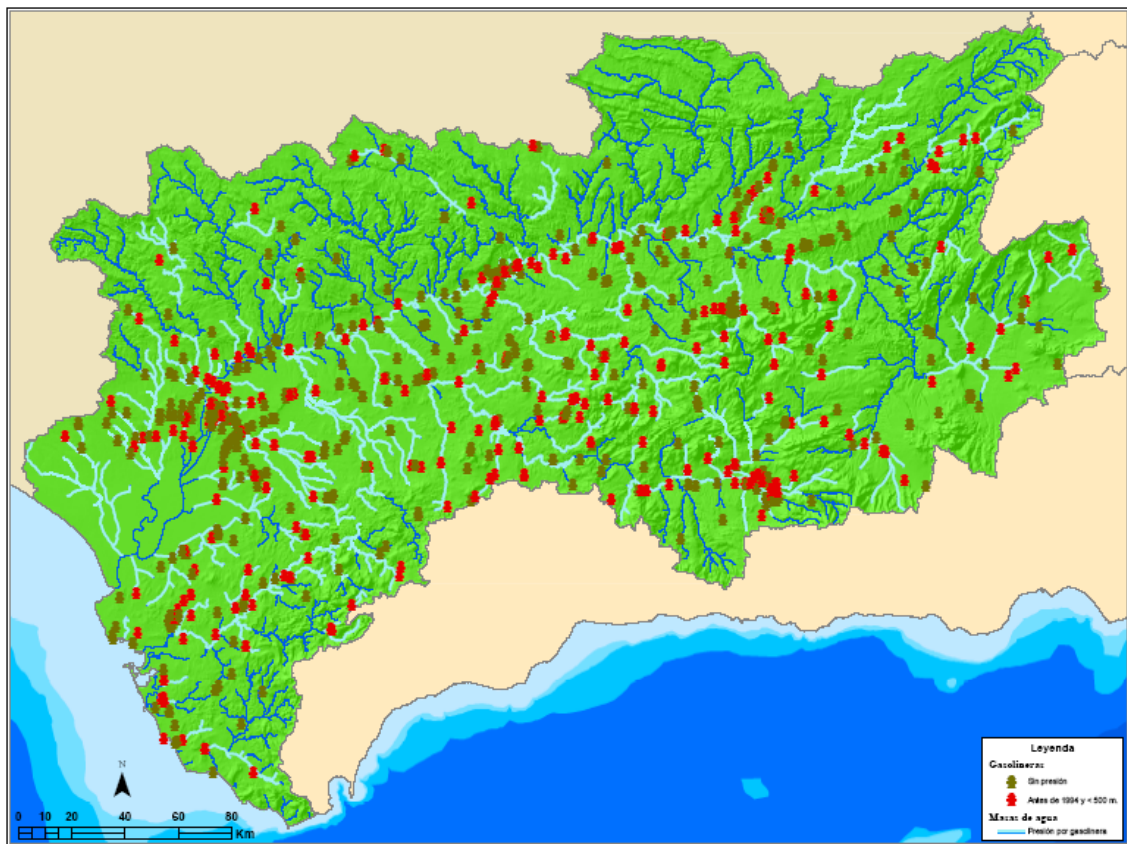 N
0 10 20 40 60 80
Km
Leyenda
Gasolineras
Sin presión
Antes de 1994 y < 500 m.
Masas de agua
Presión por gasolinera